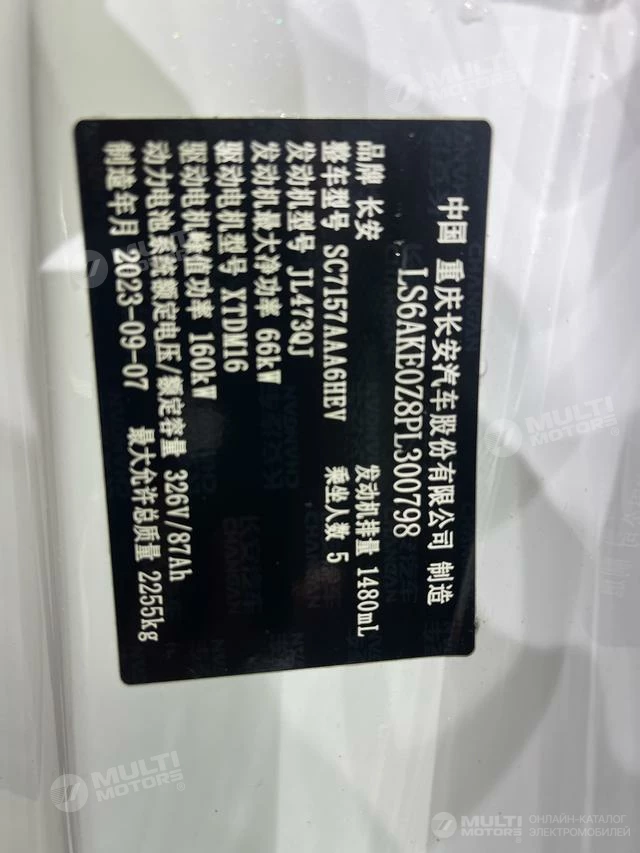 中国 重庆长安汽车股份有限公司 制造
LS6AKE0Z8PL300798
品牌 长安
整车型号 SC7157AAA6HEV 发动机排量 1480mL
发动机型号 JL473QJ 乘坐人数 5
发动机最大净功率 66kW
驱动电机型号 XTDM16
驱动电机峰值功率 160kW
动力电池系统额定电压/额定容量 326V/87Ah
制造年月 2023-09-07 最大允许总质量 2255kg
MULTI MOTORS®
ОНЛАЙН-КАТАЛОГ
ЭЛЕКТРОМОБИЛЕЙ